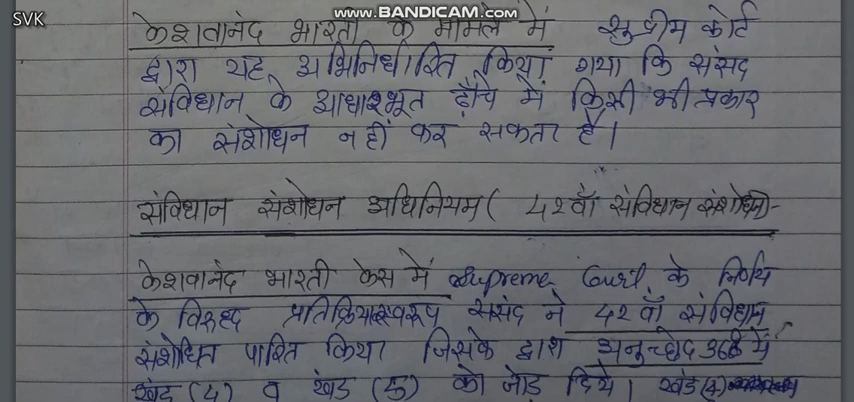 www.BANDICAM.com
SVK
केशवानंद भारती के मामले में सुप्रीम कोर्ट
द्वारा यह अभिनिर्धारित किया गया कि संसद
संविधान के आधारभूत ढाँचे में किसी भी प्रकार
का संशोधन नहीं कर सकता है।
संविधान संशोधन अधिनियम ( 42वाँ संविधान संशोधन)-
केशवानंद भारती केस में Supreme Court के निर्णय
के विरुद्ध प्रतिक्रियास्वरूप संसद ने 42वाँ संविधान
संशोधन पारित किया जिसके द्वारा अनुच्छेद 368 में
खंड (4) व खंड (5) को जोड़ दिये। खंड(4)